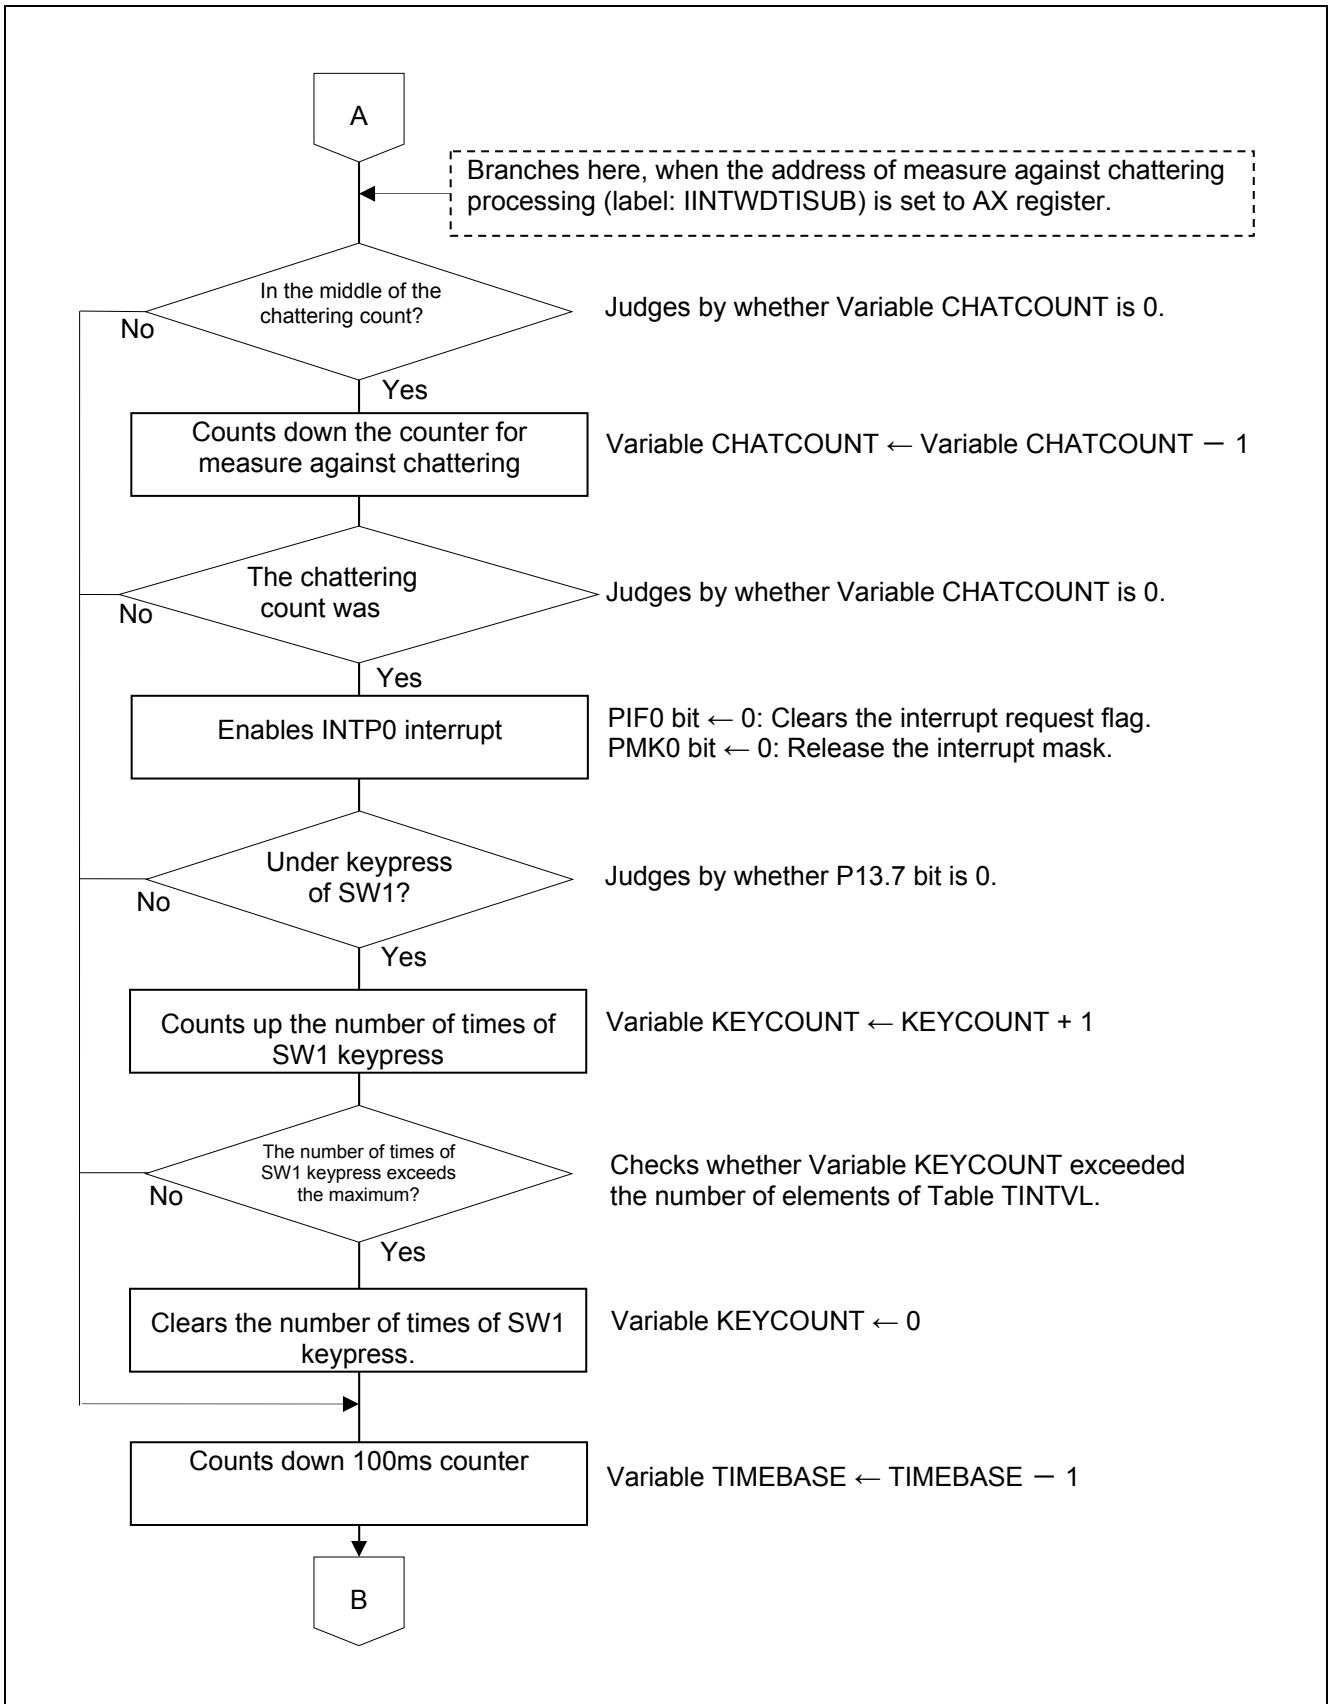 A
Branches here, when the address of measure against chattering
processing (label: IINTWDTISUB) is set to AX register.
In the middle of the
chattering count?
Judges by whether Variable CHATCOUNT is 0.
No
Yes
Counts down the counter for
measure against chattering
Variable CHATCOUNT ← Variable CHATCOUNT － 1
The chattering
count was
Judges by whether Variable CHATCOUNT is 0.
No
Yes
Enables INTP0 interrupt
PIF0 bit ← 0: Clears the interrupt request flag.
PMK0 bit ← 0: Release the interrupt mask.
Under keypress
of SW1?
Judges by whether P13.7 bit is 0.
No
Yes
Counts up the number of times of
SW1 keypress
Variable KEYCOUNT ← KEYCOUNT + 1
The number of times of
SW1 keypress exceeds
the maximum?
Checks whether Variable KEYCOUNT exceeded
the number of elements of Table TINTVL.
No
Yes
Clears the number of times of SW1
keypress.
Variable KEYCOUNT ← 0
Counts down 100ms counter
Variable TIMEBASE ← TIMEBASE － 1
B